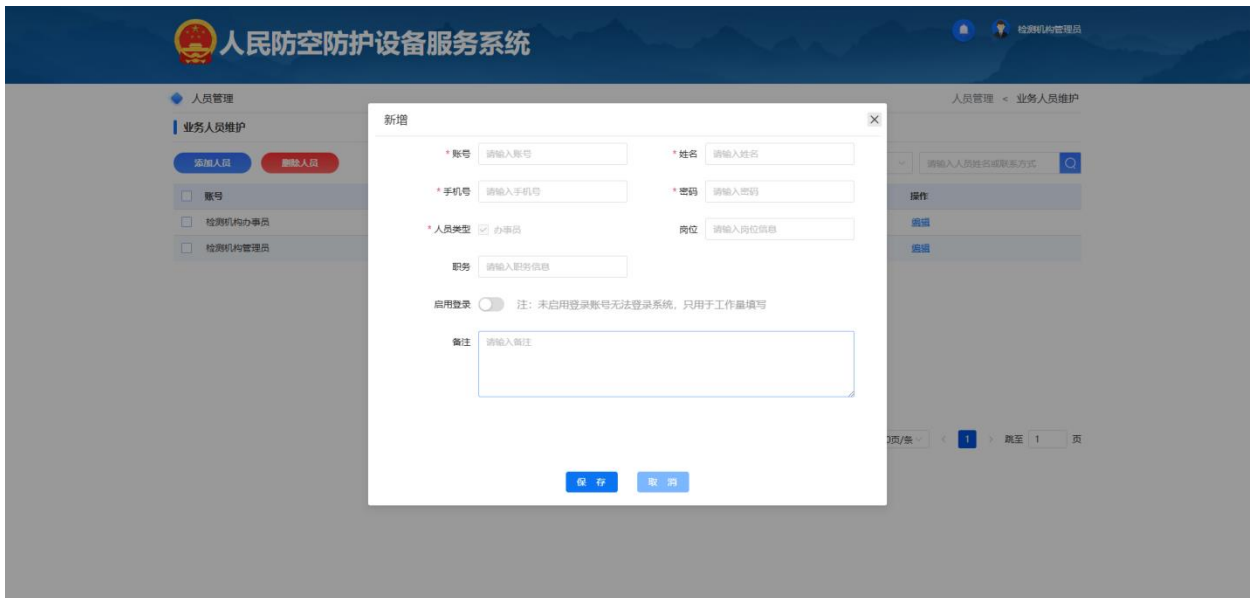 人民防空防护设备服务系统
检测机构管理员
人员管理
人员管理 < 业务人员维护
业务人员维护
添加人员
删除人员
请输入人员姓名或联系方式
账号
操作
检测机构办事员
编辑
检测机构管理员
编辑
新增
* 账号 请输入账号
* 姓名 请输入姓名
* 手机号 请输入手机号
* 密码 请输入密码
* 人员类型 办事员
岗位 请输入岗位信息
职务 请输入职务信息
启用登录 注：未启用登录账号无法登录系统，只用于工作量填写
备注 请输入备注
保 存
取 消
0页/条 < 1 > 跳至 1 页